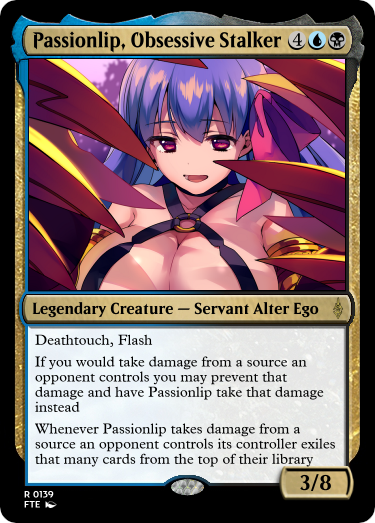 Passionlip, Obsessive Stalker 4
Legendary Creature — Servant Alter Ego
Deathtouch, Flash
If you would take damage from a source an
opponent controls you may prevent that
damage and have Passionlip take that damage
instead
Whenever Passionlip takes damage from a
source an opponent controls its controller exiles
that many cards from the top of their library
3/8
R 0139
FTE